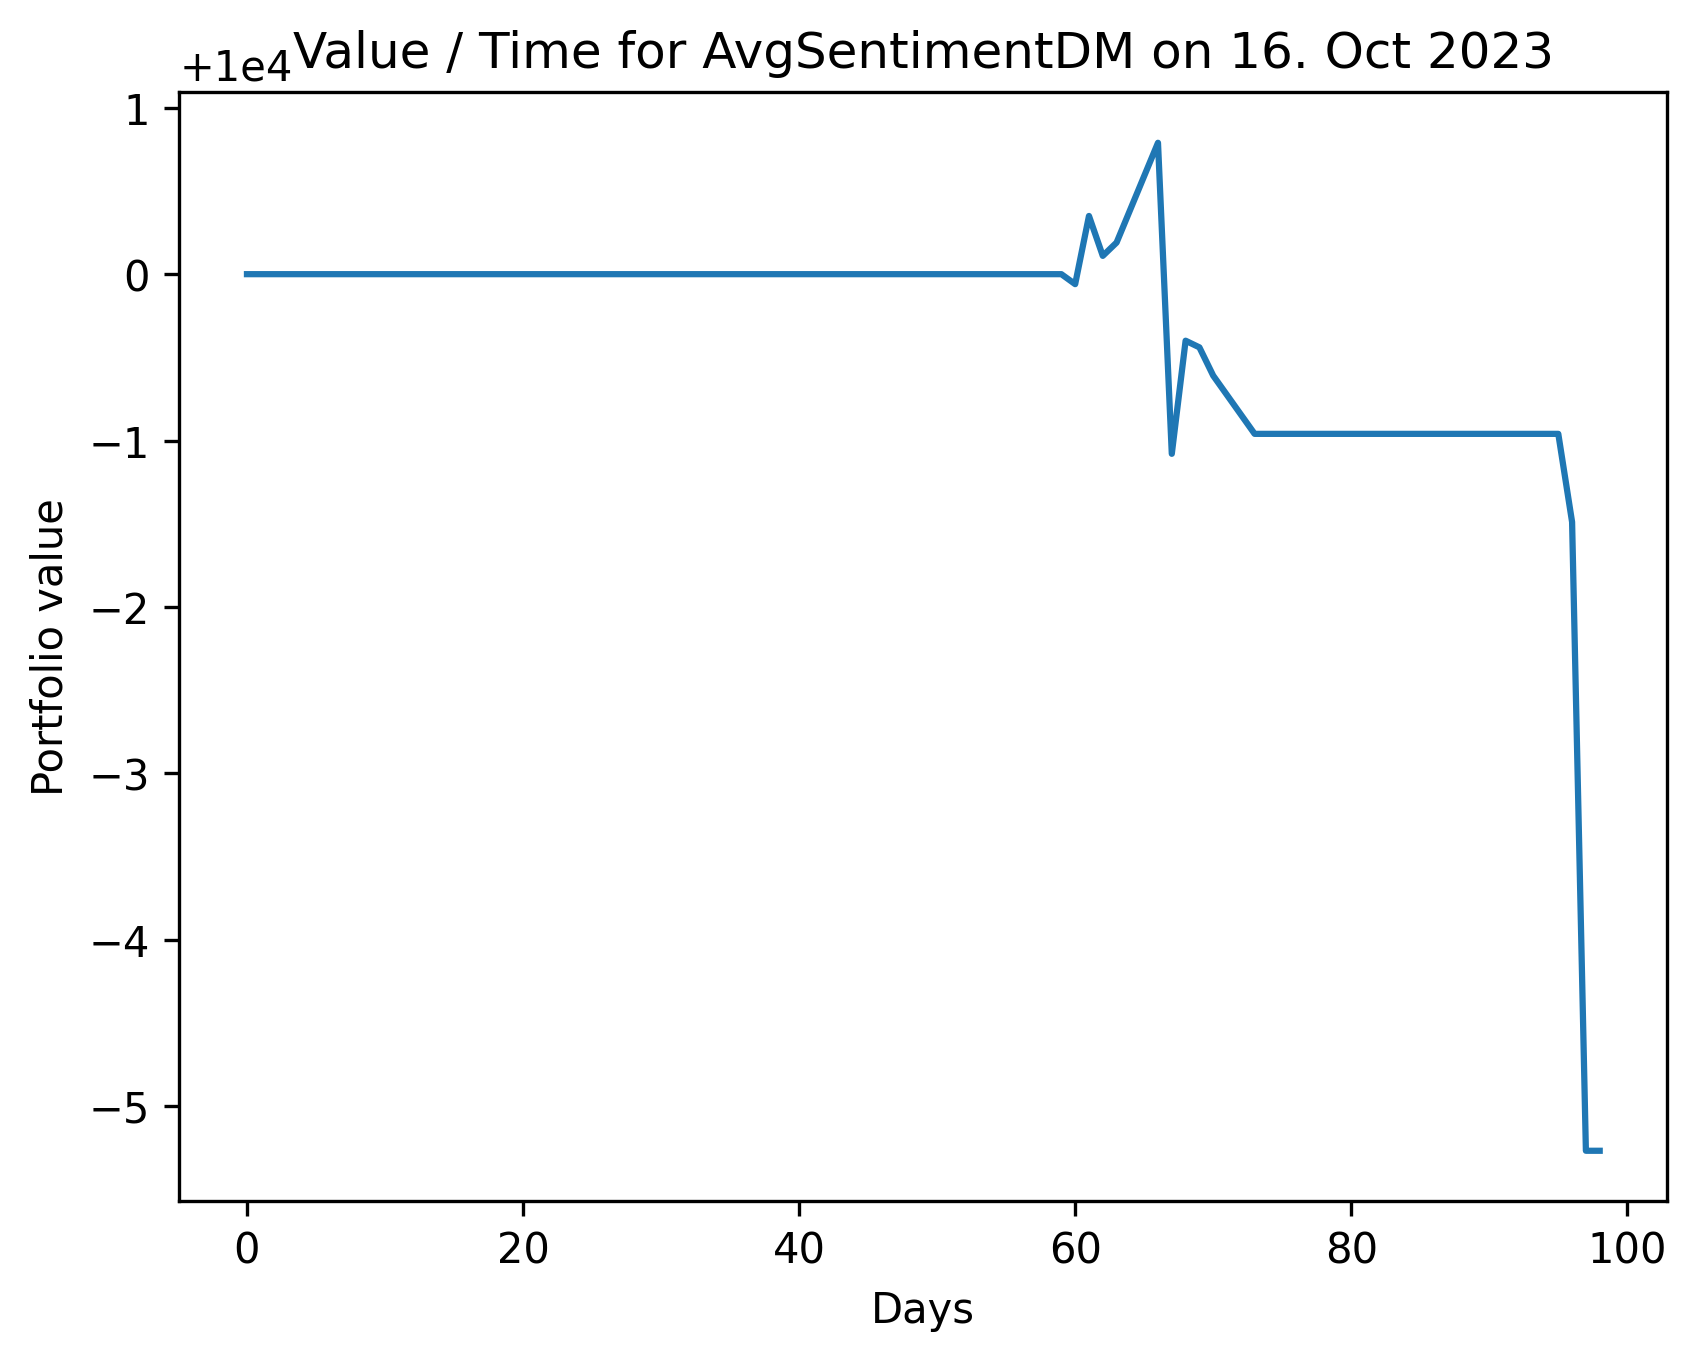 Value / Time for AvgSentimentDM on 16. Oct 2023
+1e4
1
0
−1
−2
−3
−4
−5
Portfolio value
0 20 40 60 80 100
Days